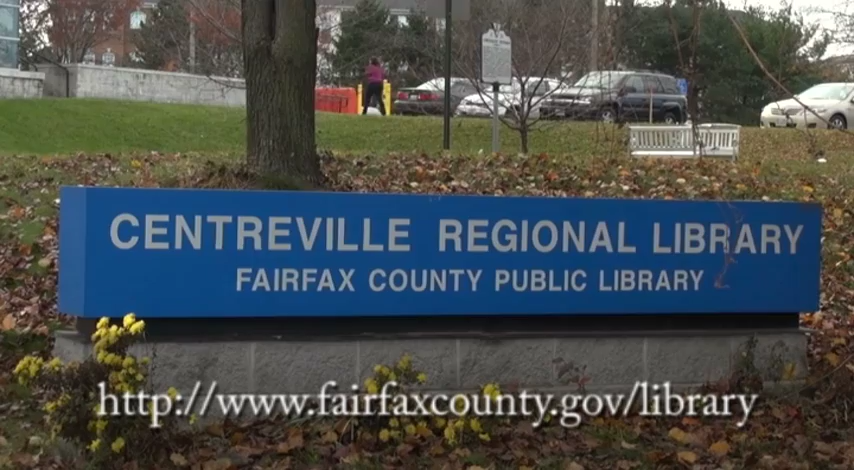 CENTREVILLE REGIONAL LIBRARY
FAIRFAX COUNTY PUBLIC LIBRARY
http://www.fairfaxcounty.gov/library